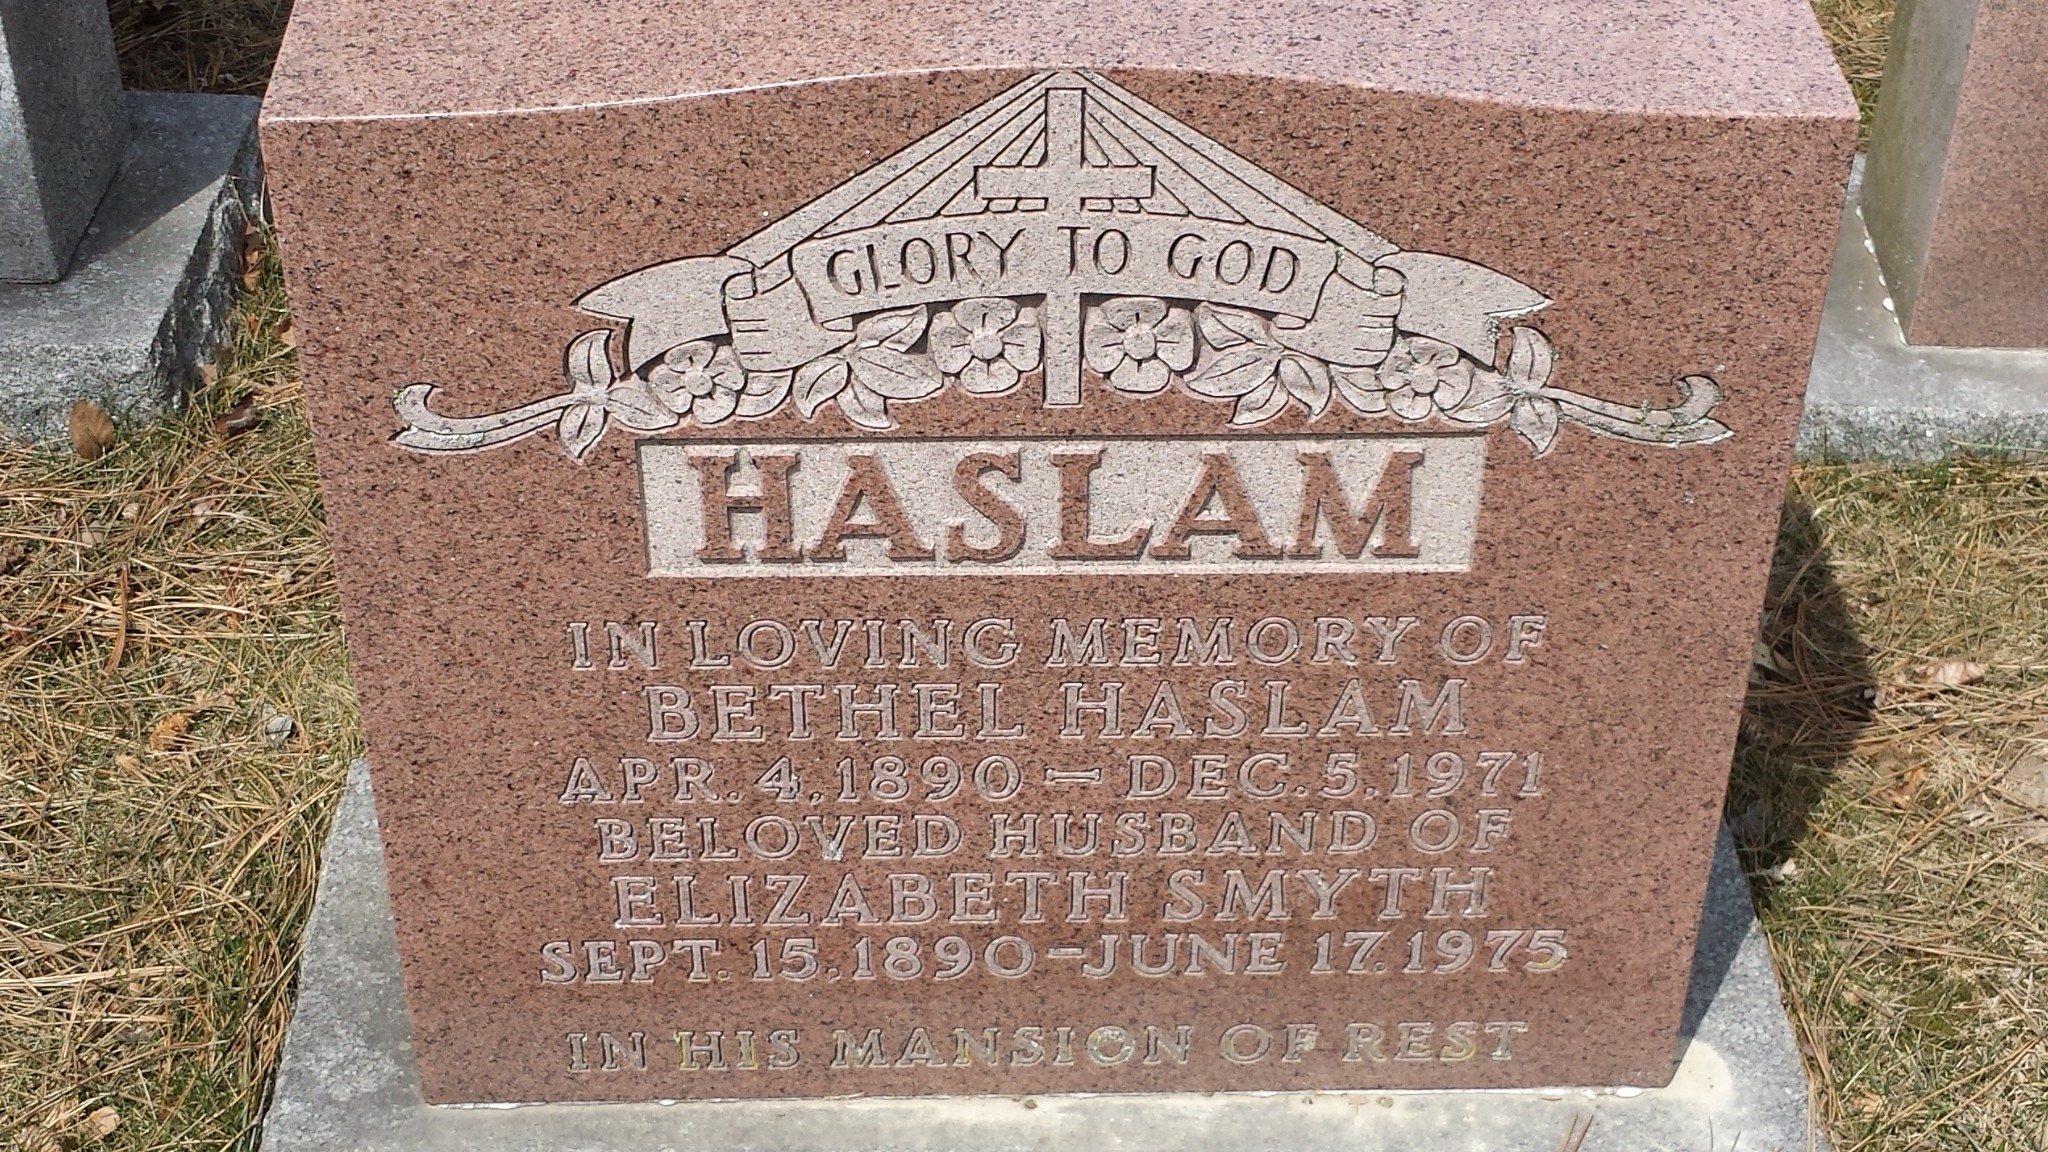 GLORY TO GOD
HASLAM
IN LOVING MEMORY OF
BETHEL HASLAM
APR. 4, 1890 — DEC. 5, 1971
BELOVED HUSBAND OF
ELIZABETH SMYTH
SEPT. 15, 1890 – JUNE 17, 1975
IN HIS MANSION OF REST